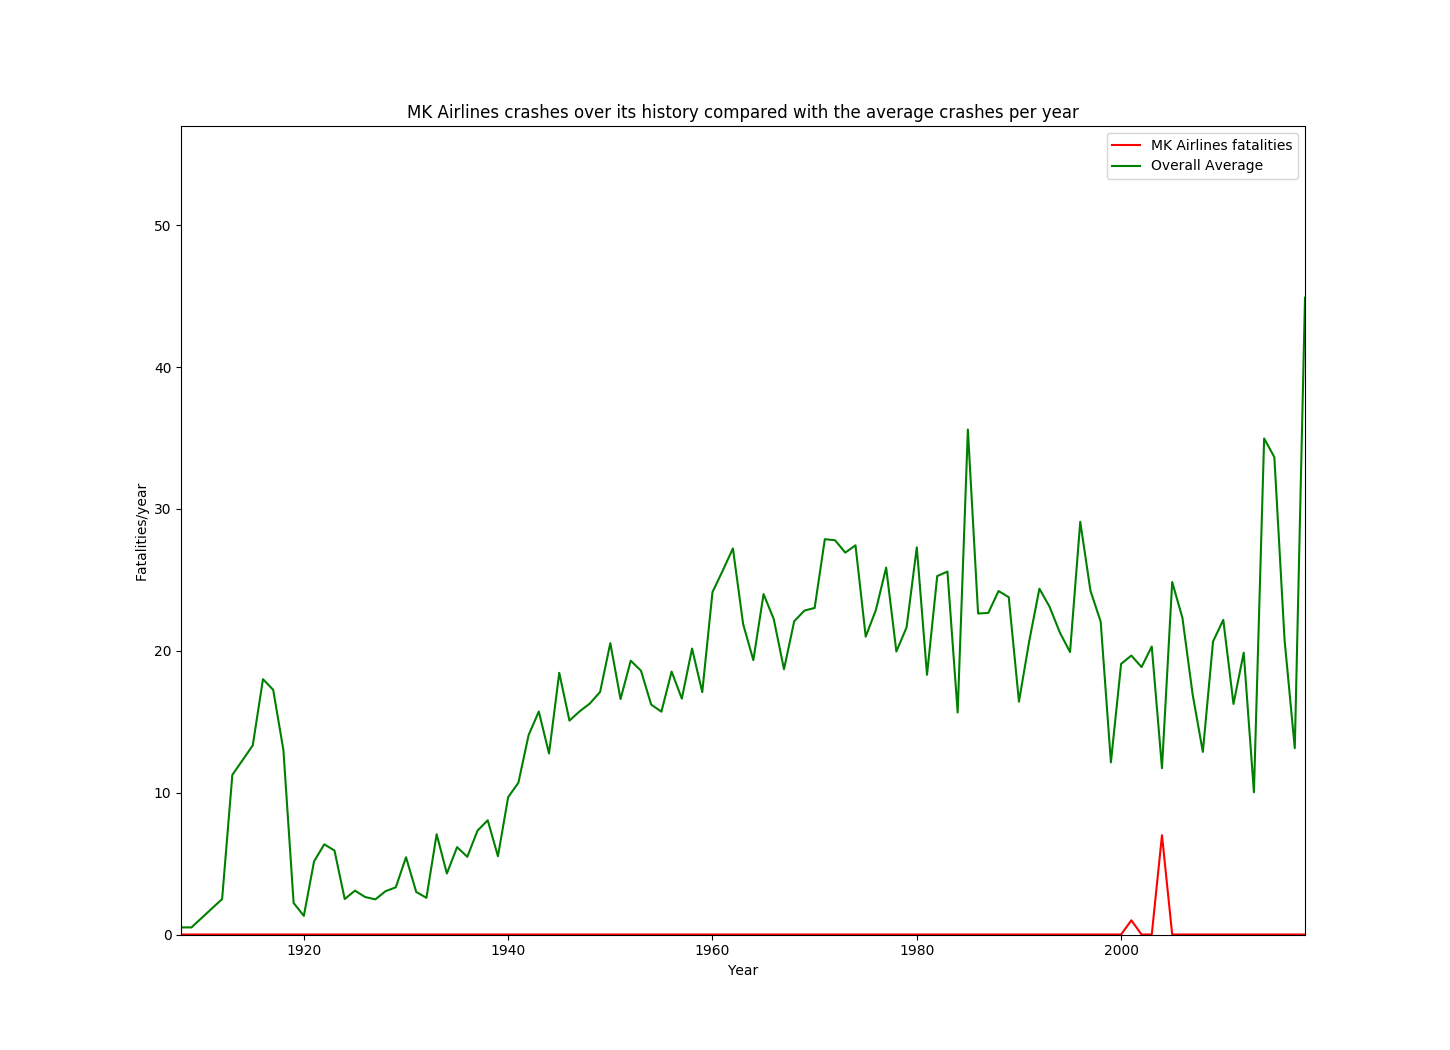 MK Airlines crashes over its history compared with the average crashes per year
MK Airlines fatalities
Overall Average
50
40
30
20
10
0
Fatalities/year
1920 1940 1960 1980 2000
Year